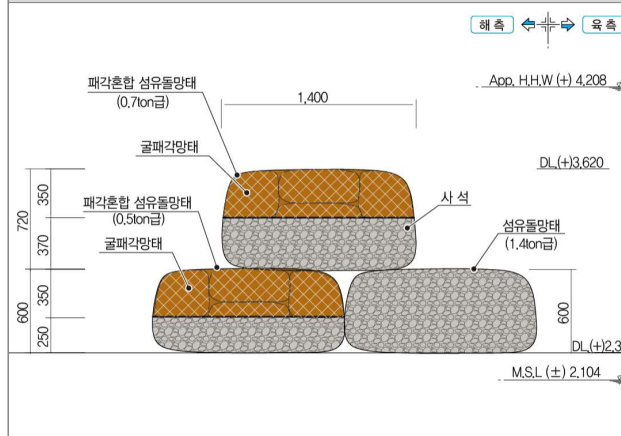 해 측
육 측
App. H.H.W (+) 4.208
패각혼합 섬유돌망태
(0.7ton급)
1,400
굴패각망태
DL.(+)3.620
패각혼합 섬유돌망태
(0.5ton급)
사 석
섬유돌망태
(1.4ton급)
굴패각망태
720
350
370
600
350
250
600
DL.(+)2.3
M.S.L (±) 2.104